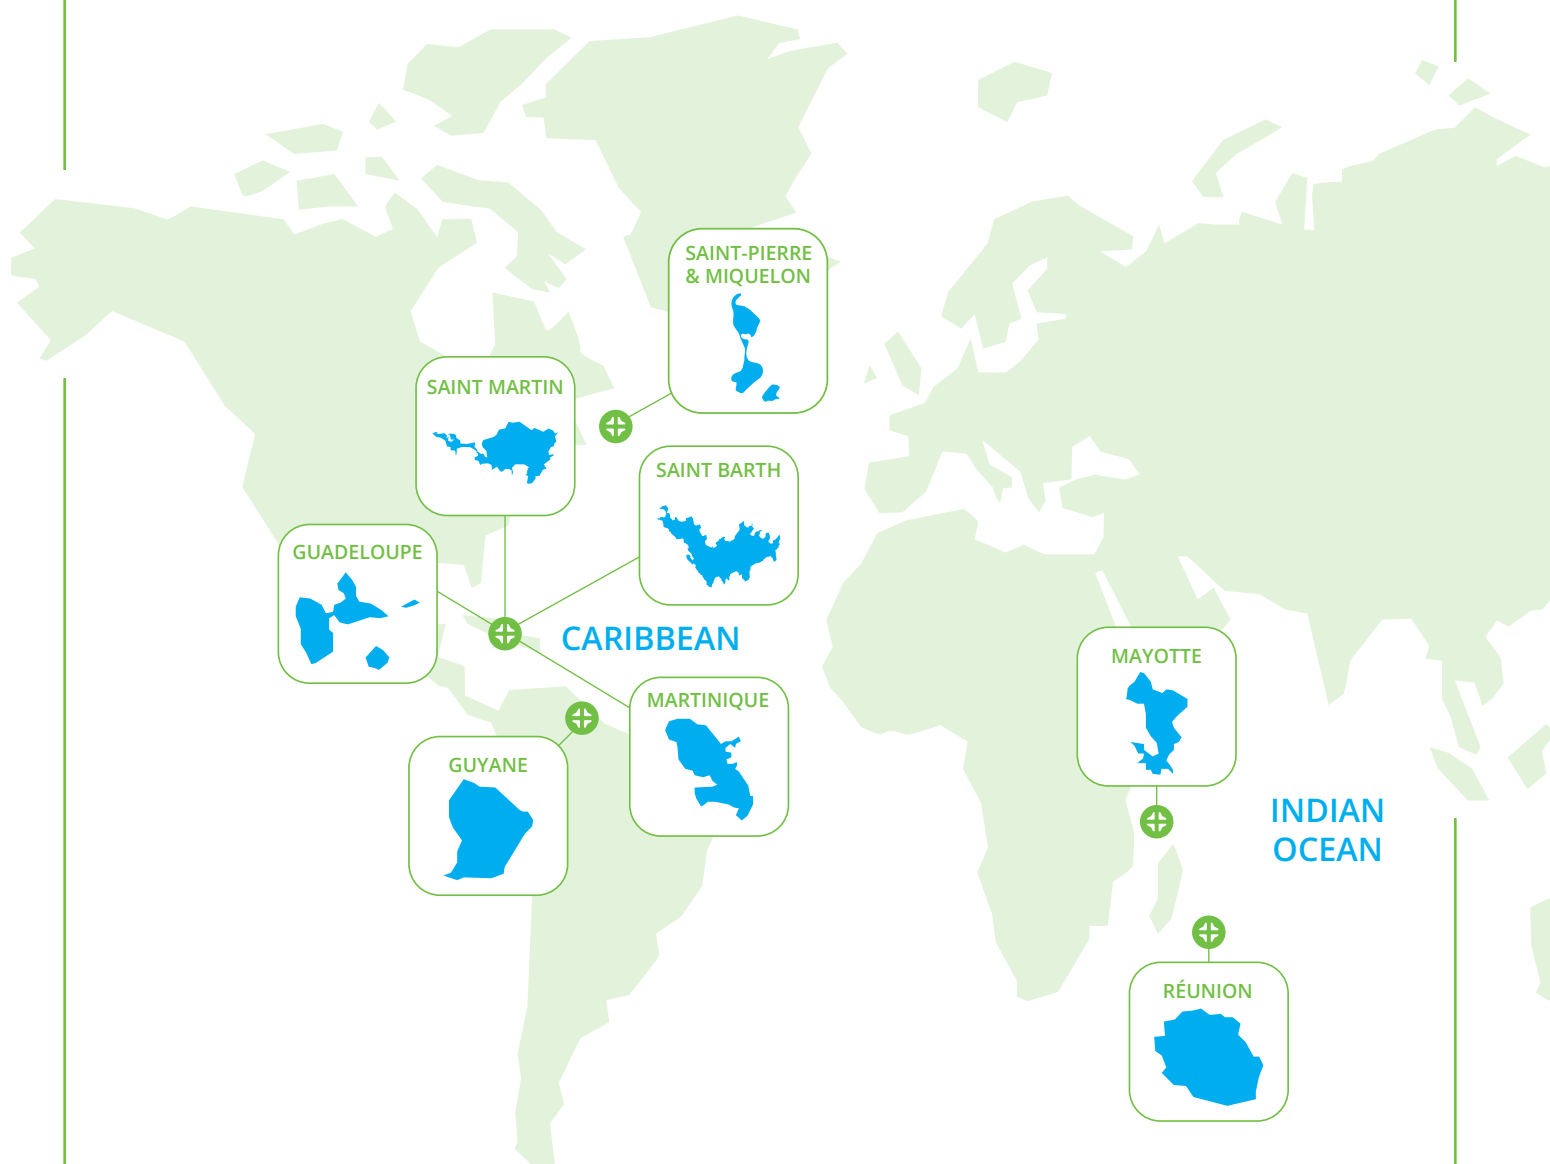 SAINT-PIERRE
& MIQUELON
SAINT MARTIN
SAINT BARTH
GUADELOUPE
CARIBBEAN
MARTINIQUE
GUYANE
MAYOTTE
INDIAN
OCEAN
RÉUNION